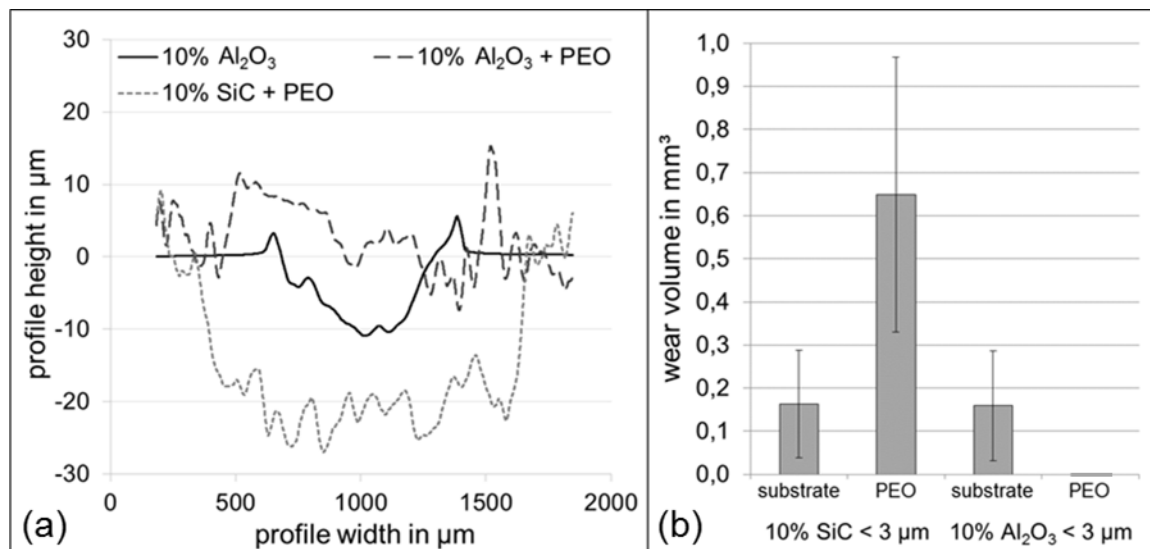 30
20
10
0
-10
-20
-30
profile height in µm
10% Al₂O₃
10% Al₂O₃ + PEO
10% SiC + PEO
0
500
1000
1500
2000
profile width in µm
(a)
1,0
0,9
0,8
0,7
0,6
0,5
0,4
0,3
0,2
0,1
0,0
wear volume in mm³
substrate
PEO
substrate
PEO
10% SiC < 3 µm
10% Al₂O₃ < 3 µm
(b)